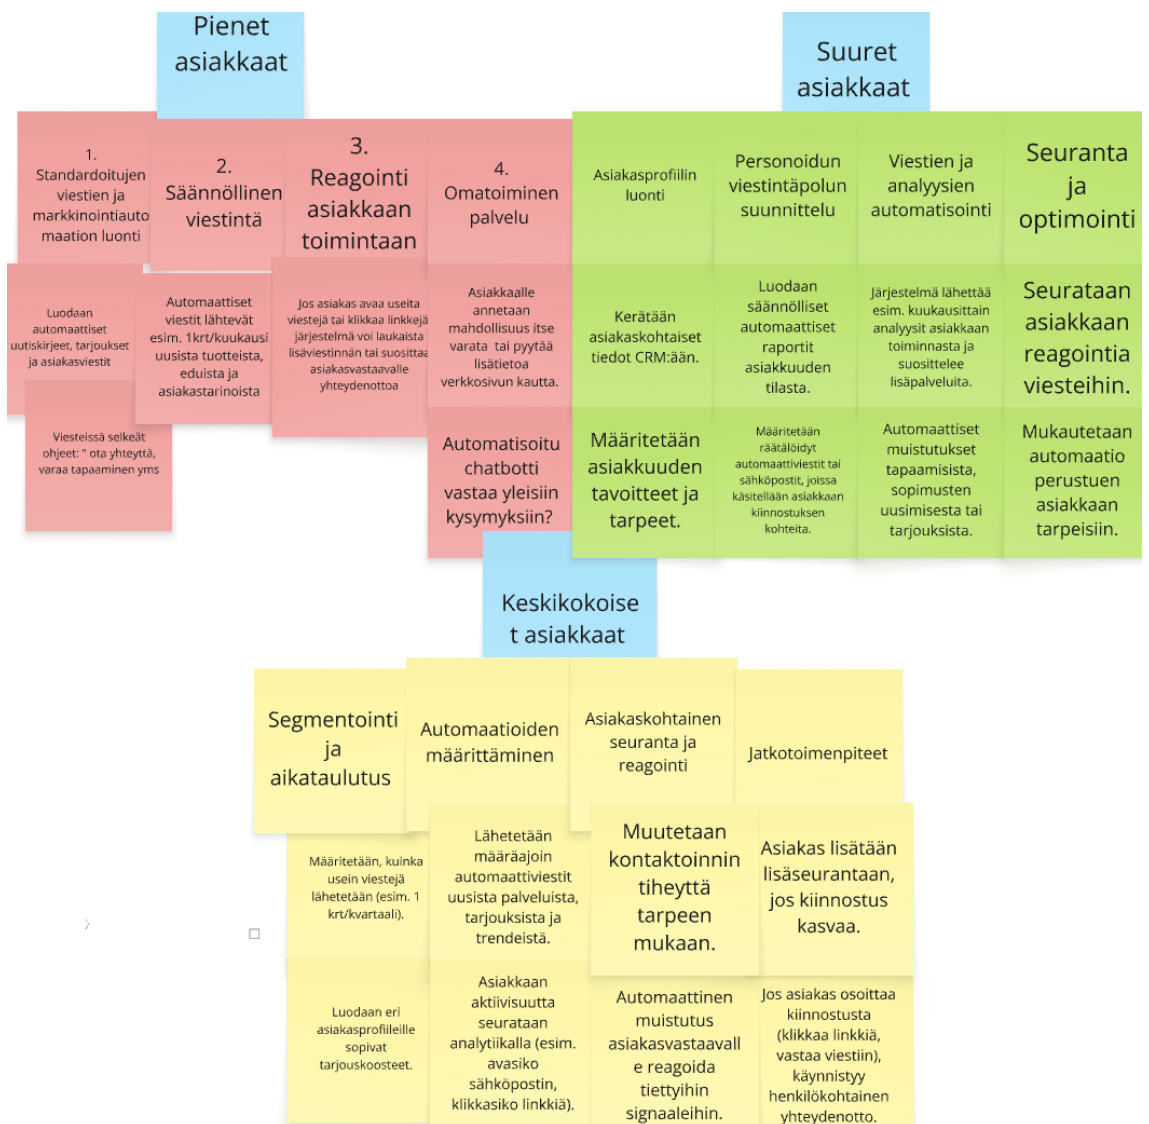 Pienet
asiakkaat
1.
Standardoitujen
viestien ja
markkinointiauto
maation luonti
2.
Säännöllinen
viestintä
3.
Reagointi
asiakkaan
toimintaan
4.
Omatoiminen
palvelu
Luodaan
automaattiset
uutiskirjeet, tarjoukset
ja asiakasviestit
Automaattiset
viestit lähtevät
esim. 1krt/kuukausi
uusista tuotteista,
eduista ja
asiakastarinoista
Jos asiakas avaa useita
viestejä tai klikkaa linkkejä
järjestelmä voi laukaista
lisäviestinnän tai suosittaa
asiakasvastaavalle
yhteydenottoa
Asiakkaalle
annetaan
mahdollisuus itse
varata tai pyytää
lisätietoa
verkkosivun kautta.
Viesteissä selkeät
ohjeet: " ota yhteyttä,
varaa tapaaminen yms
Automatisoitu
chatbotti
vastaa yleisiin
kysymyksiin?
Suuret
asiakkaat
Asiakasprofiilin
luonti
Personoidun
viestintäpolun
suunnittelu
Viestien ja
analyysien
automatisointi
Seuranta
ja
optimointi
Kerätään
asiakaskohtaiset
tiedot CRM:ään.
Luodaan
säännölliset
automaattiset
raportit
asiakkuuden
tilasta.
Järjestelmä lähettää
esim. kuukausittain
analyysit asiakkaan
toiminnasta ja
suosittelee
lisäpalveluita.
Seurataan
asiakkaan
reagointia
viesteihin.
Määritetään
asiakkuuden
tavoitteet ja
tarpeet.
Määritetään
räätälöidyt
automaattiviestit tai
sähköpostit, joissa
käsitellään asiakkaan
kiinnostuksen
kohteita.
Automaattiset
muistutukset
tapaamisista,
sopimusten
uusimisesta tai
tarjouksista.
Mukautetaan
automaatio
perustuen
asiakkaan
tarpeisiin.
Keskikokoise
t asiakkaat
Segmentointi
ja
aikataulutus
Automaatioiden
määrittäminen
Asiakaskohtainen
seuranta ja
reagointi
Jatkotoimenpiteet
Määritetään, kuinka
usein viestejä
lähetetään (esim. 1
krt/kvartaali).
Lähetetään
määräajoin
automaattiviestit
uusista palveluista,
tarjouksista ja
trendeistä.
Muutetaan
kontaktoinnin
tiheyttä
tarpeen
mukaan.
Asiakas lisätään
lisäseurantaan,
jos kiinnostus
kasvaa.
Luodaan eri
asiakasprofiileille
sopivat
tarjouskoosteet.
Asiakkaan
aktiivisuutta
seurataan
analytiikalla (esim.
avasiko
sähköpostin,
klikkasiko linkkiä).
Automaattinen
muistutus
asiakasvastaavall
e reagoida
tiettyihin
signaaleihin.
Jos asiakas osoittaa
kiinnostusta
(klikkaa linkkiä,
vastaa viestiin),
käynnistyy
henkilökohtainen
yhteydenotto.